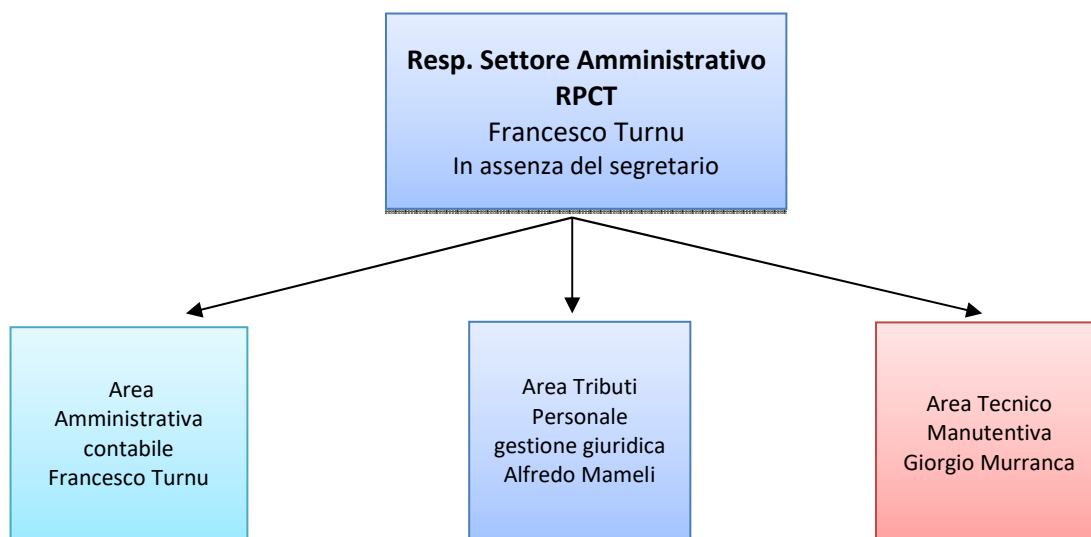 Resp. Settore Amministrativo
RPCT
Francesco Turnu
In assenza del segretario
Area
Amministrativa
contabile
Francesco Turnu
Area Tributi
Personale
gestione giuridica
Alfredo Mameli
Area Tecnico
Manutentiva
Giorgio Murranca